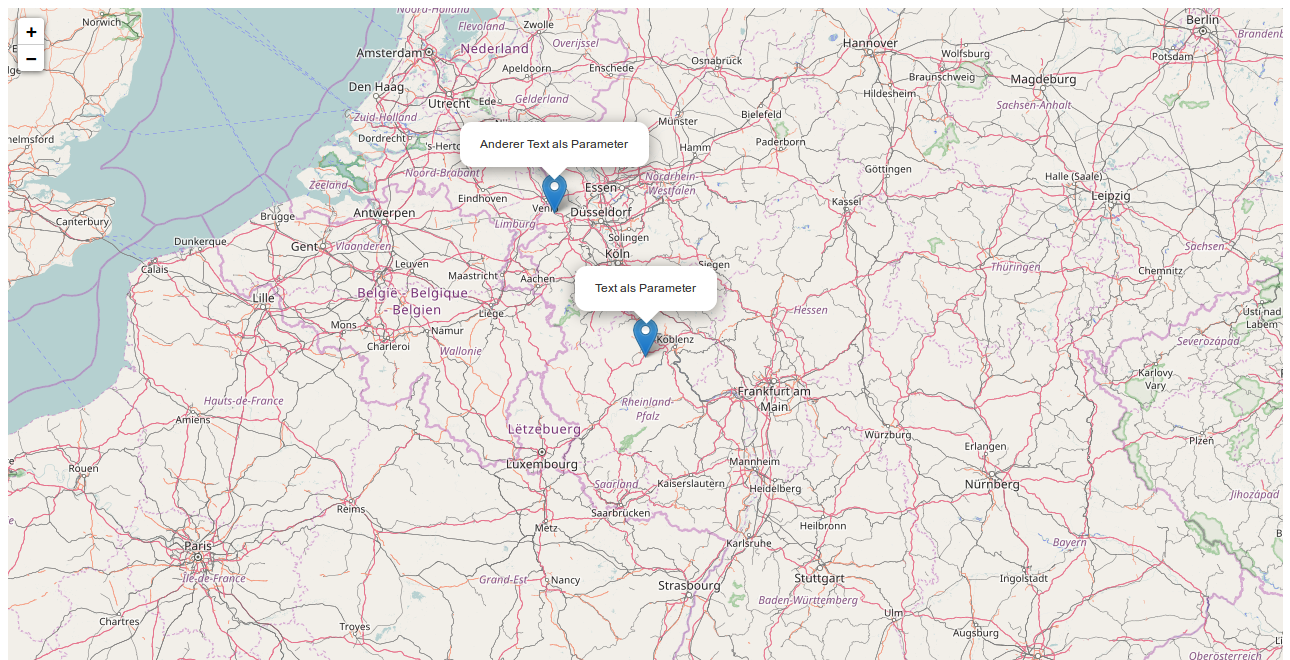 Noord-Holland
Zwolle
Berlin
Norwich
Flevoland
+
Amsterdam
Nederland
Overijssel
Hannover
Wolfsburg
Brandenb
−
Osnabrück
Potsdam
Apeldoorn
Enschede
Braunschweig
Magdeburg
Den Haag
Hildesheim
Utrecht
Ede
Gelderland
Sachsen-Anhalt
Zuid-Holland
Bielefeld
Münster
helmsford
Dordrecht
's-Herto
Anderer Text als Parameter
Hamm
Paderborn
Noord-Brabant
Göttingen
Halle (Saale)
Zeeland
Essen
Nordrhein-
Westfalen
Leipzig
Eindhoven
Kassel
Venl
Düsseldorf
Antwerpen
Brugge
Canterbury
Limburg
Solingen
Dunkerque
Gent
Vlaanderen
Sachsen
Köln
Calais
Leuven
Siegen
Thüringen
Chemnitz
Maastricht
Aachen
Lille
België - Belgique
- Belgien
Text als Parameter
Liège
Hessen
Ústí nad
Labem
Mons
Namur
Koblenz
Severozápad
Charleroi
Wallonie
Karlovy
Vary
Frankfurt am
Main
Hauts-de-France
Rheinland-
Pfalz
Amiens
Lëtzebuerg
Würzburg
Plzeň
Erlangen
Luxembourg
Mannheim
Rouen
Saarland
Kaiserslautern
Heidelberg
Nürnberg
Jihozápad
Reims
Saarbrücken
Metz
Heilbronn
Paris
Karlsruhe
Bayern
Île-de-France
Grand-Est
Nancy
Strasbourg
Stuttgart
Ingolstadt
Baden-Württemberg
Chartres
Troyes
Ulm
Augsburg
Oberösterreich